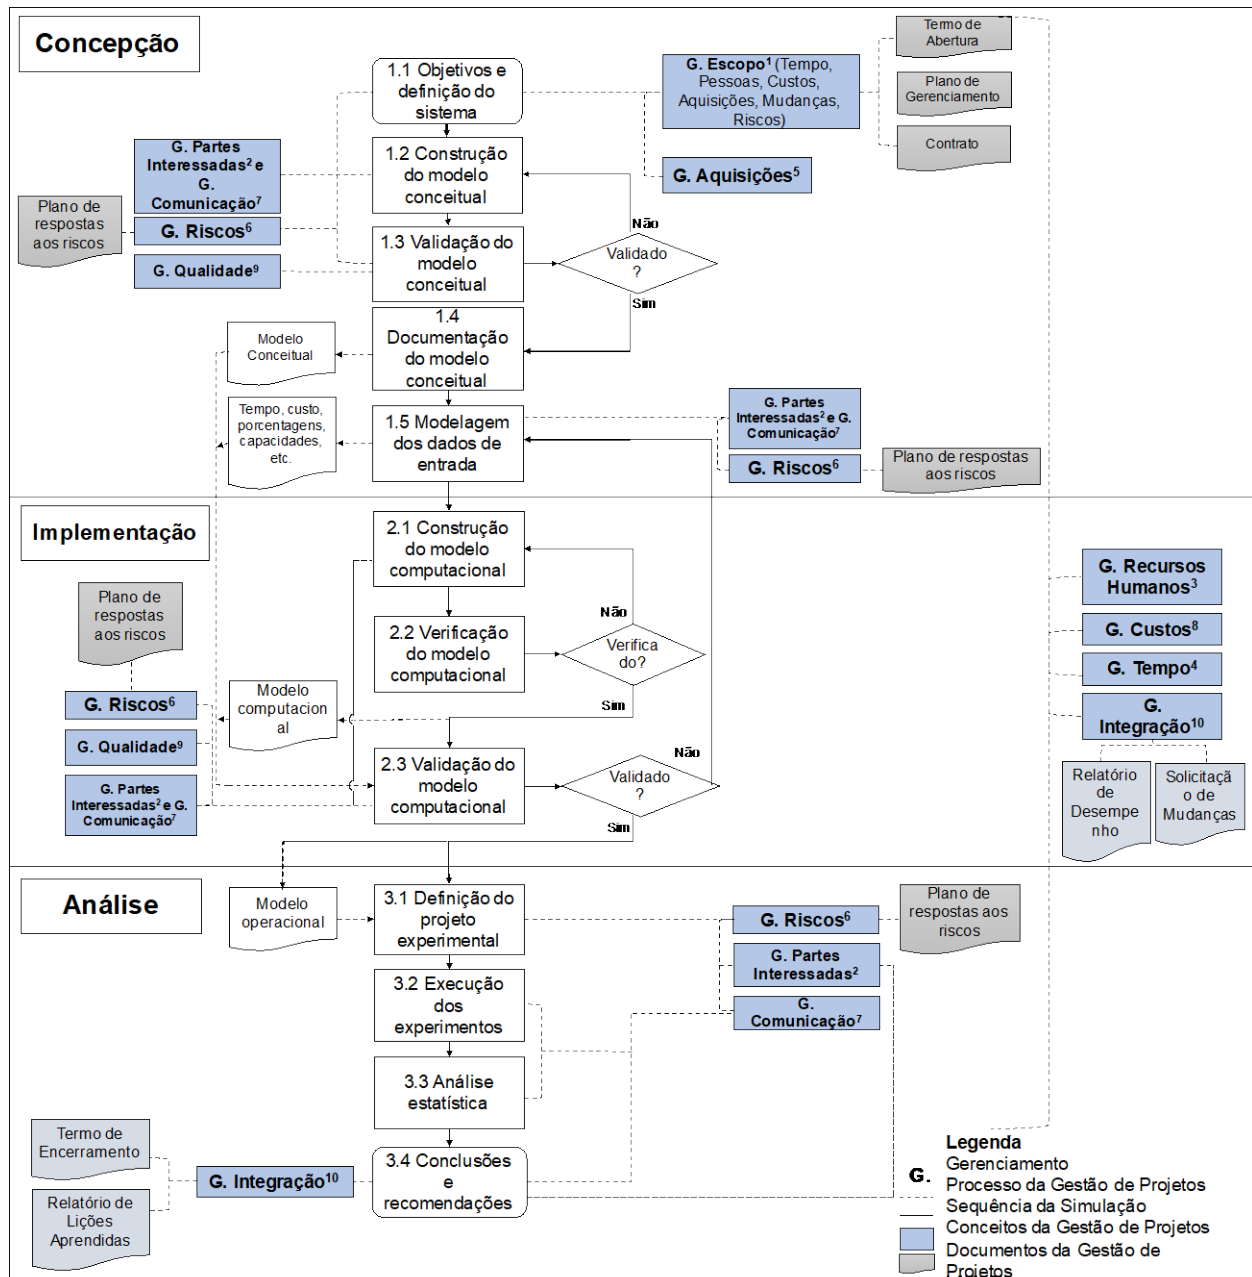 Concepção
1.1 Objetivos e
definição do
sistema
G. Escopo¹ (Tempo,
Pessoas, Custos,
Aquisições, Mudanças,
Riscos)
Termo de
Abertura
Plano de
Gerenciamento
Contrato
G. Partes
Interessadas² e
G.
Comunicação⁷
1.2 Construção
do modelo
conceitual
G. Aquisições⁵
Plano de
respostas
aos riscos
G. Riscos⁶
Não
G. Qualidade⁹
1.3 Validação do
modelo
conceitual
Validado
?
Sim
1.4
Documentação
do modelo
conceitual
Modelo
Conceitual
Tempo, custo,
porcentagens,
capacidades,
etc.
1.5 Modelagem
dos dados de
entrada
G. Partes
Interessadas² e G.
Comunicação⁷
G. Riscos⁶
Plano de respostas
aos riscos
Implementação
2.1 Construção
do modelo
computacional
G. Recursos
Humanos³
Plano de
respostas
aos riscos
Não
2.2 Verificação
do modelo
computacional
Verifica
do?
G. Custos⁸
G. Tempo⁴
G. Riscos⁶
Modelo
computacion
al
Sim
G.
Integração¹⁰
G. Qualidade⁹
Não
2.3 Validação do
modelo
computacional
Validado
?
Relatório
de
Desempe
nho
Solicitaçã
o de
Mudanças
G. Partes
Interessadas² e G.
Comunicação⁷
Sim
Análise
Modelo
operacional
3.1 Definição do
projeto
experimental
G. Riscos⁶
Plano de
respostas aos
riscos
G. Partes
Interessadas²
3.2 Execução
dos
experimentos
G.
Comunicação⁷
3.3 Análise
estatística
Termo de
Encerramento
3.4 Conclusões
e
recomendações
G. Integração¹⁰
Relatório de
Lições
Aprendidas
Legenda
G. Gerenciamento
Processo da Gestão de Projetos
Sequência da Simulação
Conceitos da Gestão de Projetos
Documentos da Gestão de
Projetos